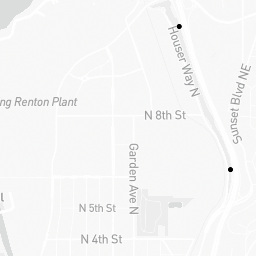 Houser Way N
Sunset Blvd NE
ng Renton Plant
N 8th St
Garden Ave N
N 5th St
N 4th St